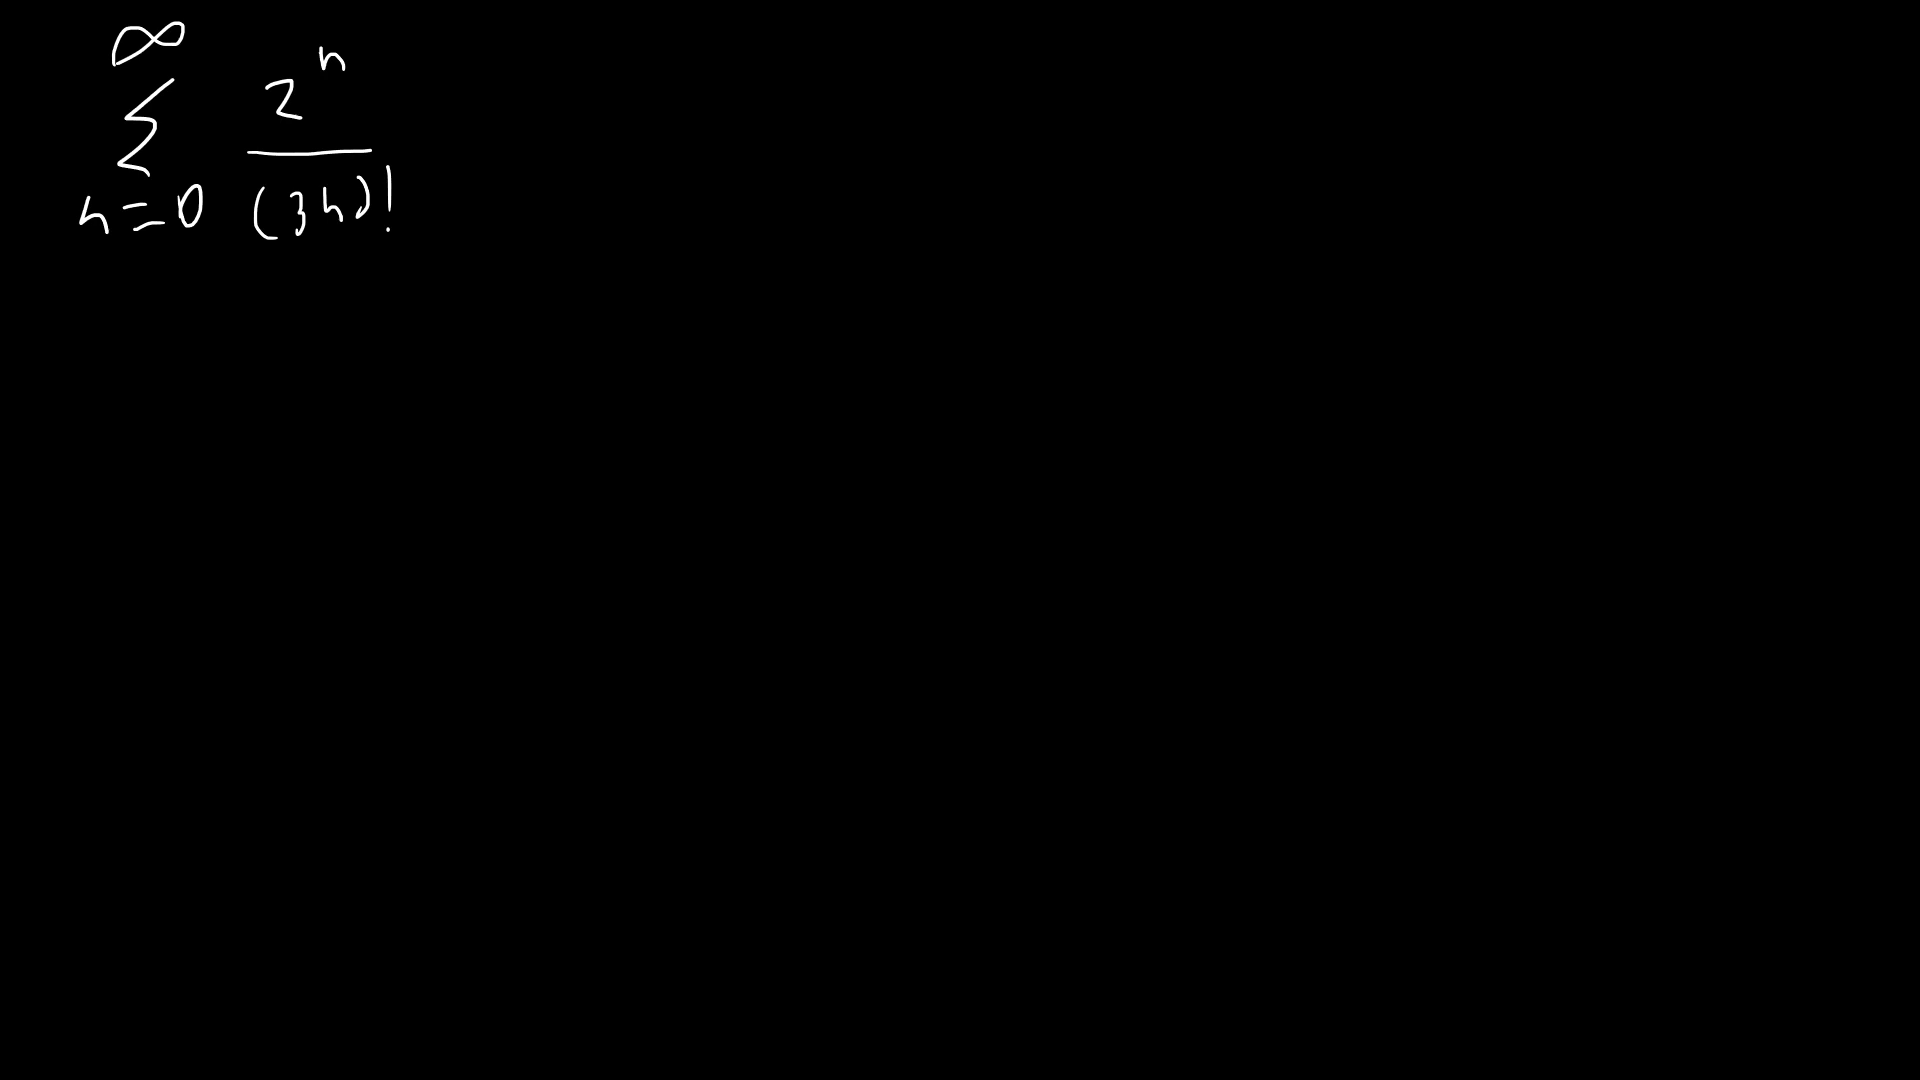 ∞
∑ 2^n / (3n)!
n=0